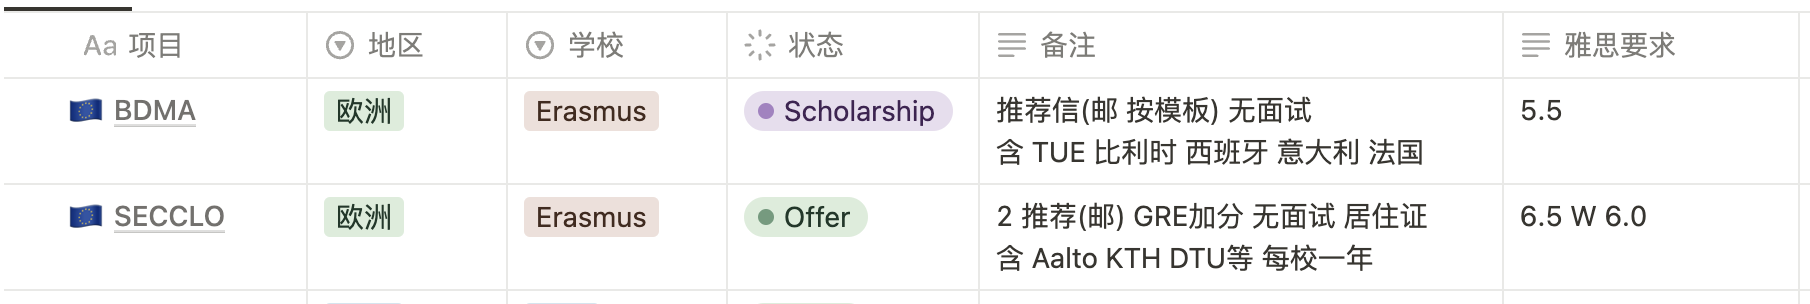 Aa 项目 地区 学校 状态 备注 雅思要求
BDMA 欧洲 Erasmus Scholarship 推荐信(邮 按模板) 无面试 5.5
含 TUE 比利时 西班牙 意大利 法国
SECCLO 欧洲 Erasmus Offer 2 推荐(邮) GRE加分 无面试 居住证 6.5 W 6.0
含 Aalto KTH DTU等 每校一年